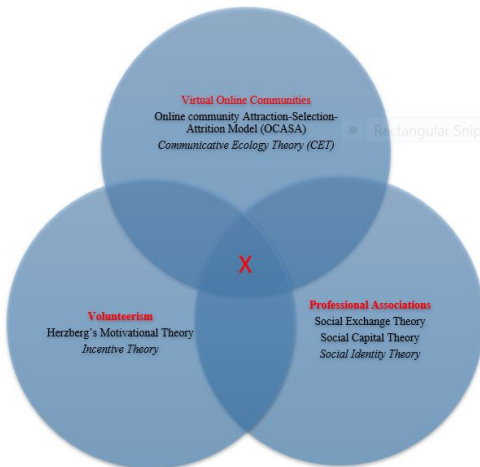 Virtual Online Communities
Online community Attraction-Selection-
Attrition Model (OCASA)
Communicative Ecology Theory (CET)
Rectangular Snip
X
Volunteerism
Herzberg's Motivational Theory
Incentive Theory
Professional Associations
Social Exchange Theory
Social Capital Theory
Social Identity Theory